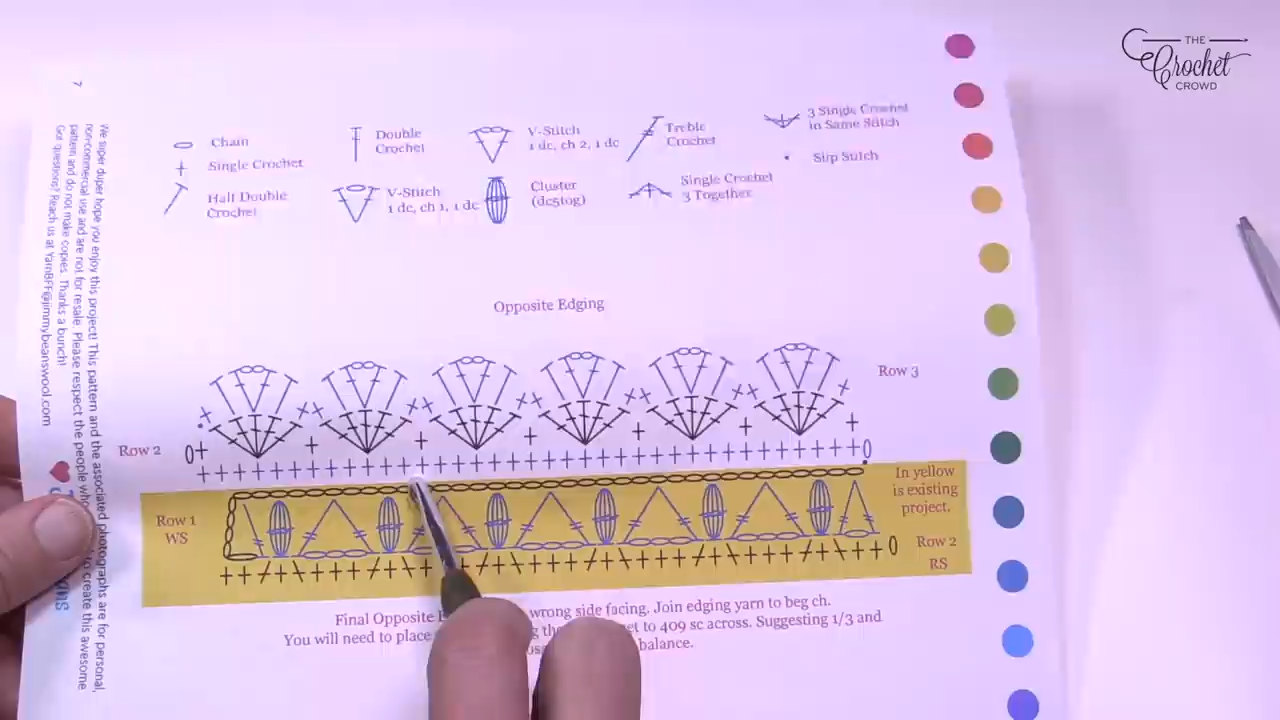 THE
Crochet
CROWD
Chain
Single Crochet
Half Double
Crochet
Double
Crochet
V-Stitch
1 dc, ch 1, 1 dc
V-Stitch
1 dc, ch 2, 1 dc
Cluster
(dc5tog)
Treble
Crochet
Single Crochet
3 Together
3 Single Crochet
in Same Stitch
Slip Stitch
Opposite Edging
Row 3
Row 2
In yellow
is existing
project.
Row 1
WS
Row 2
RS
Final Opposite wrong side facing. Join edging yarn to beg ch.
You will need to place to 409 sc across. Suggesting 1/3 and
balance.
7
We super duper hope you enjoy this project! This pattern and the associated photographs are for personal,
non-commercial use and are not for resale. Please respect the people who to create this awesome
pattern and do not make copies. Thanks a bunch!
Got questions? Reach us at YarnBFF@jimmybeanswool.com